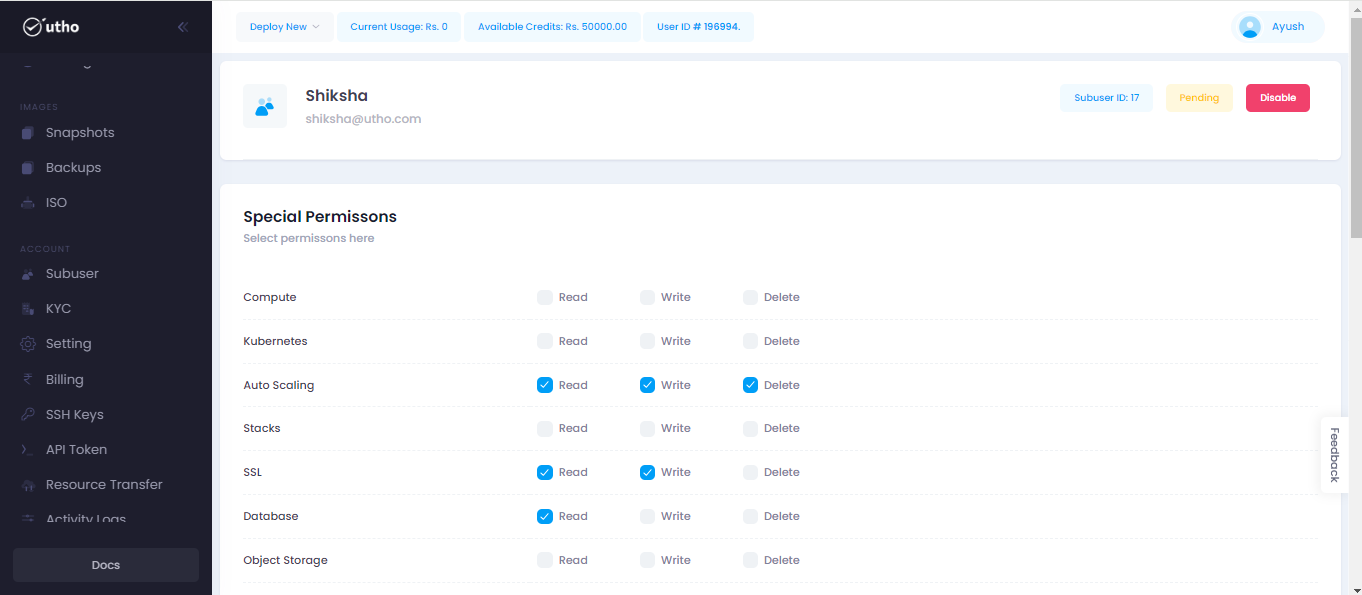 utho
Deploy New
Current Usage: Rs. 0
Available Credits: Rs. 50000.00
User ID # 196994.
Ayush
IMAGES
Snapshots
Backups
ISO
ACCOUNT
Subuser
KYC
Setting
Billing
SSH Keys
API Token
Resource Transfer
Activity Logs
Docs
Shiksha
shiksha@utho.com
Subuser ID: 17
Pending
Disable
Special Permissons
Select permissons here
Compute Read Write Delete
Kubernetes Read Write Delete
Auto Scaling Read Write Delete
Stacks Read Write Delete
SSL Read Write Delete
Database Read Write Delete
Object Storage Read Write Delete
Feedback